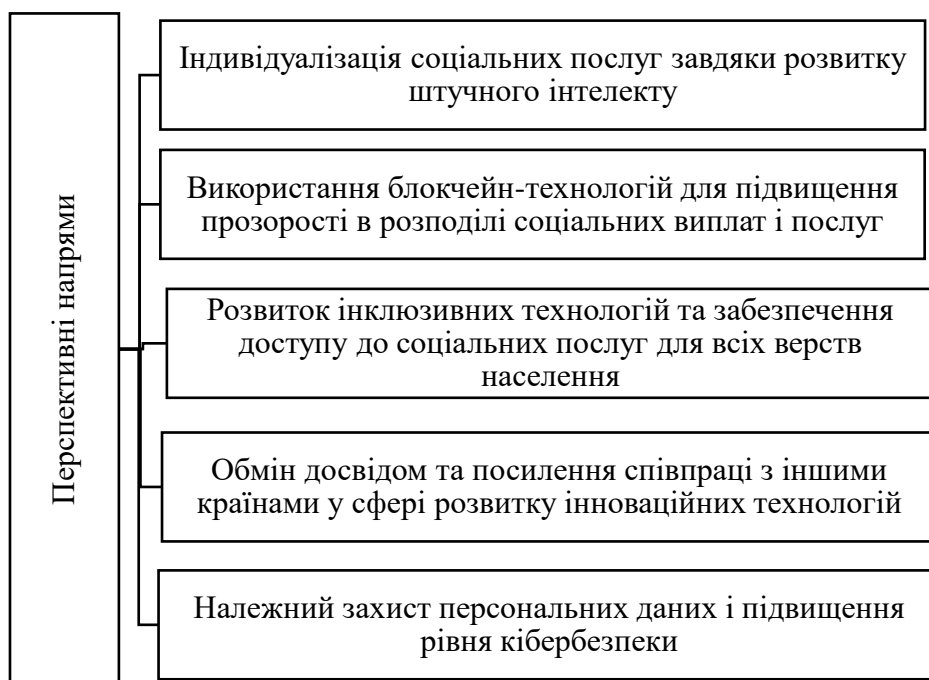 Перспективні напрями
Індивідуалізація соціальних послуг завдяки розвитку
штучного інтелекту
Використання блокчейн-технологій для підвищення
прозорості в розподілі соціальних виплат і послуг
Розвиток інклюзивних технологій та забезпечення
доступу до соціальних послуг для всіх верств
населення
Обмін досвідом та посилення співпраці з іншими
країнами у сфері розвитку інноваційних технологій
Належний захист персональних даних і підвищення
рівня кібербезпеки